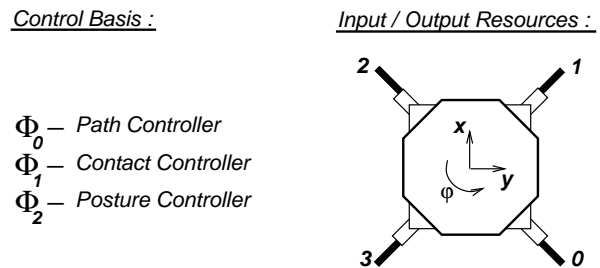 Control Basis :
Φ0 – Path Controller
Φ1 – Contact Controller
Φ2 – Posture Controller
Input / Output Resources :
2 1
x
y
φ
3 0